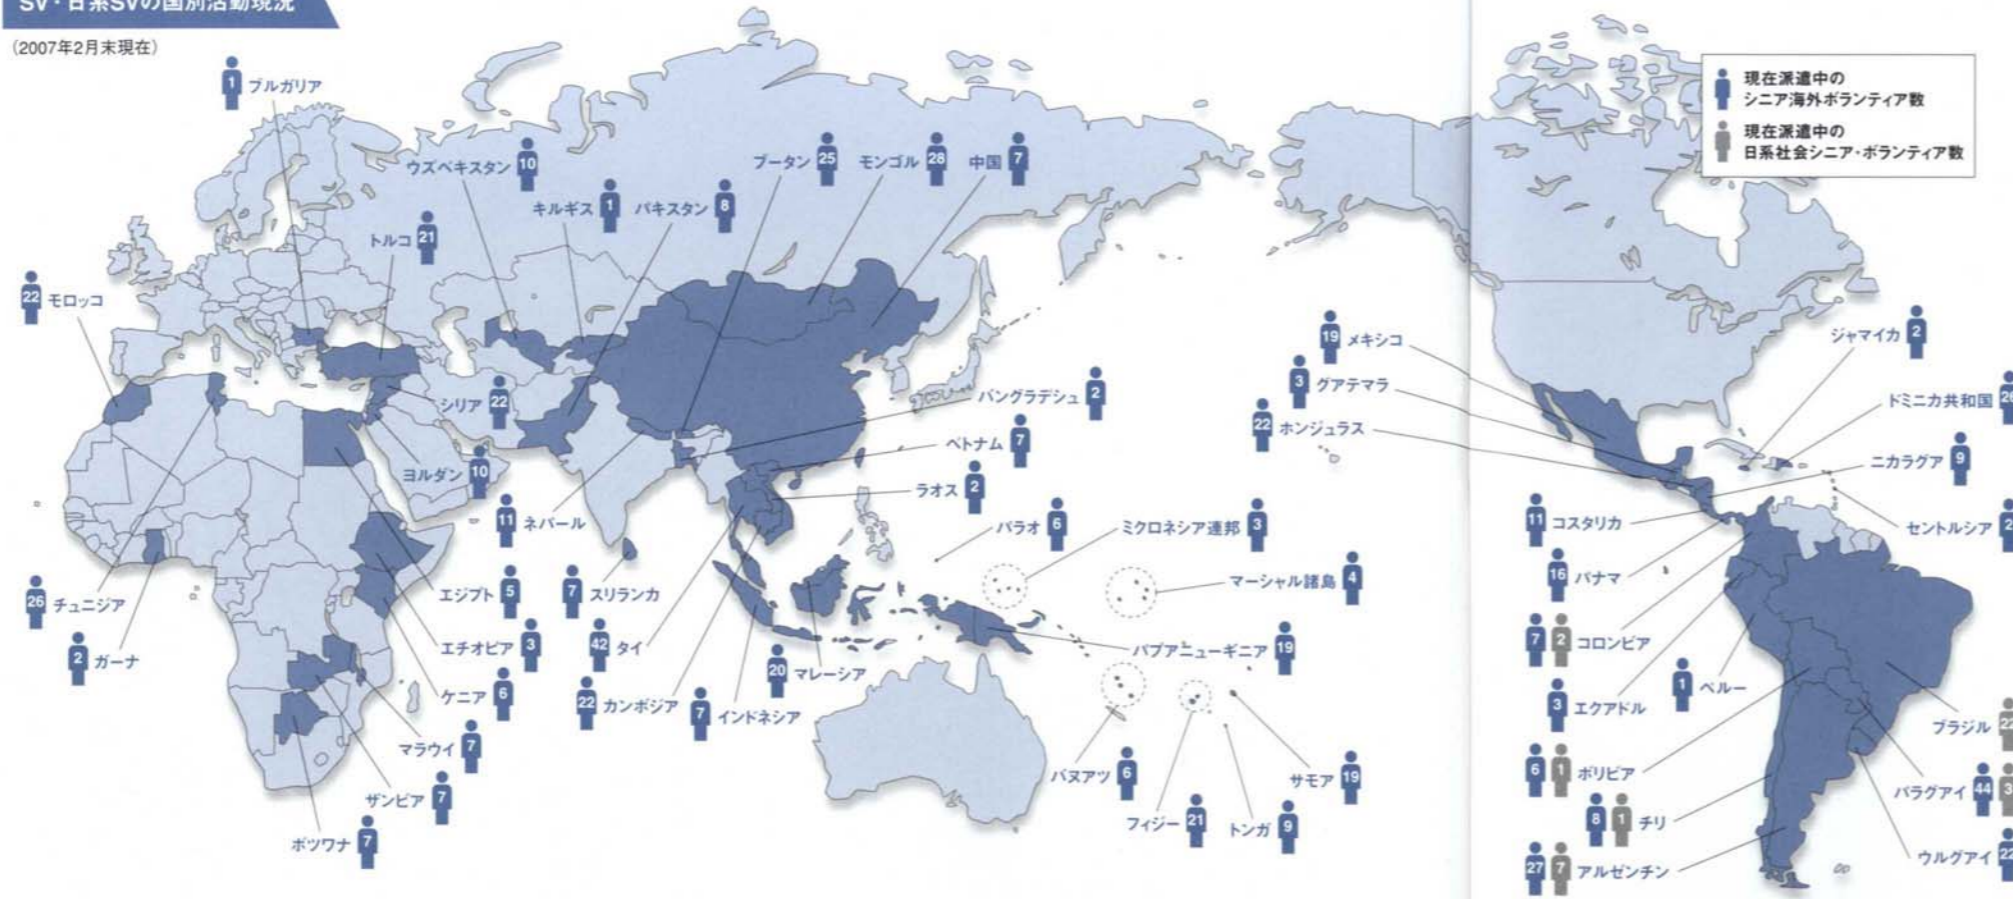 SV・日系SVの国別活動現況
(2007年2月末現在)
現在派遣中の
シニア海外ボランティア数
現在派遣中の
日系社会シニア・ボランティア数
1 ブルガリア
ウズベキスタン 10
キルギス 1
パキスタン 8
ブータン 25
モンゴル 28
中国 7
トルコ 21
22 モロッコ
シリア 22
ヨルダン 10
バングラデシュ 2
ベトナム 7
ラオス 2
11 ネパール
パラオ 6
ミクロネシア連邦 3
マーシャル諸島 4
26 チュニジア
2 ガーナ
エジプト 5
エチオピア 3
ケニア 6
マラウイ 7
ザンビア 7
ボツワナ 7
7 スリランカ
42 タイ
22 カンボジア
7 インドネシア
20 マレーシア
パプアニューギニア 19
バヌアツ 6
フィジー 21
トンガ 9
サモア 19
19 メキシコ
3 グアテマラ
22 ホンジュラス
ジャマイカ 2
ドミニカ共和国
ニカラグア 9
セントルシア
11 コスタリカ
16 パナマ
7 2 コロンビア
3 エクアドル
1 ペルー
6 1 ボリビア
8 1 チリ
27 7 アルゼンチン
ブラジル
パラグアイ 44
ウルグアイ